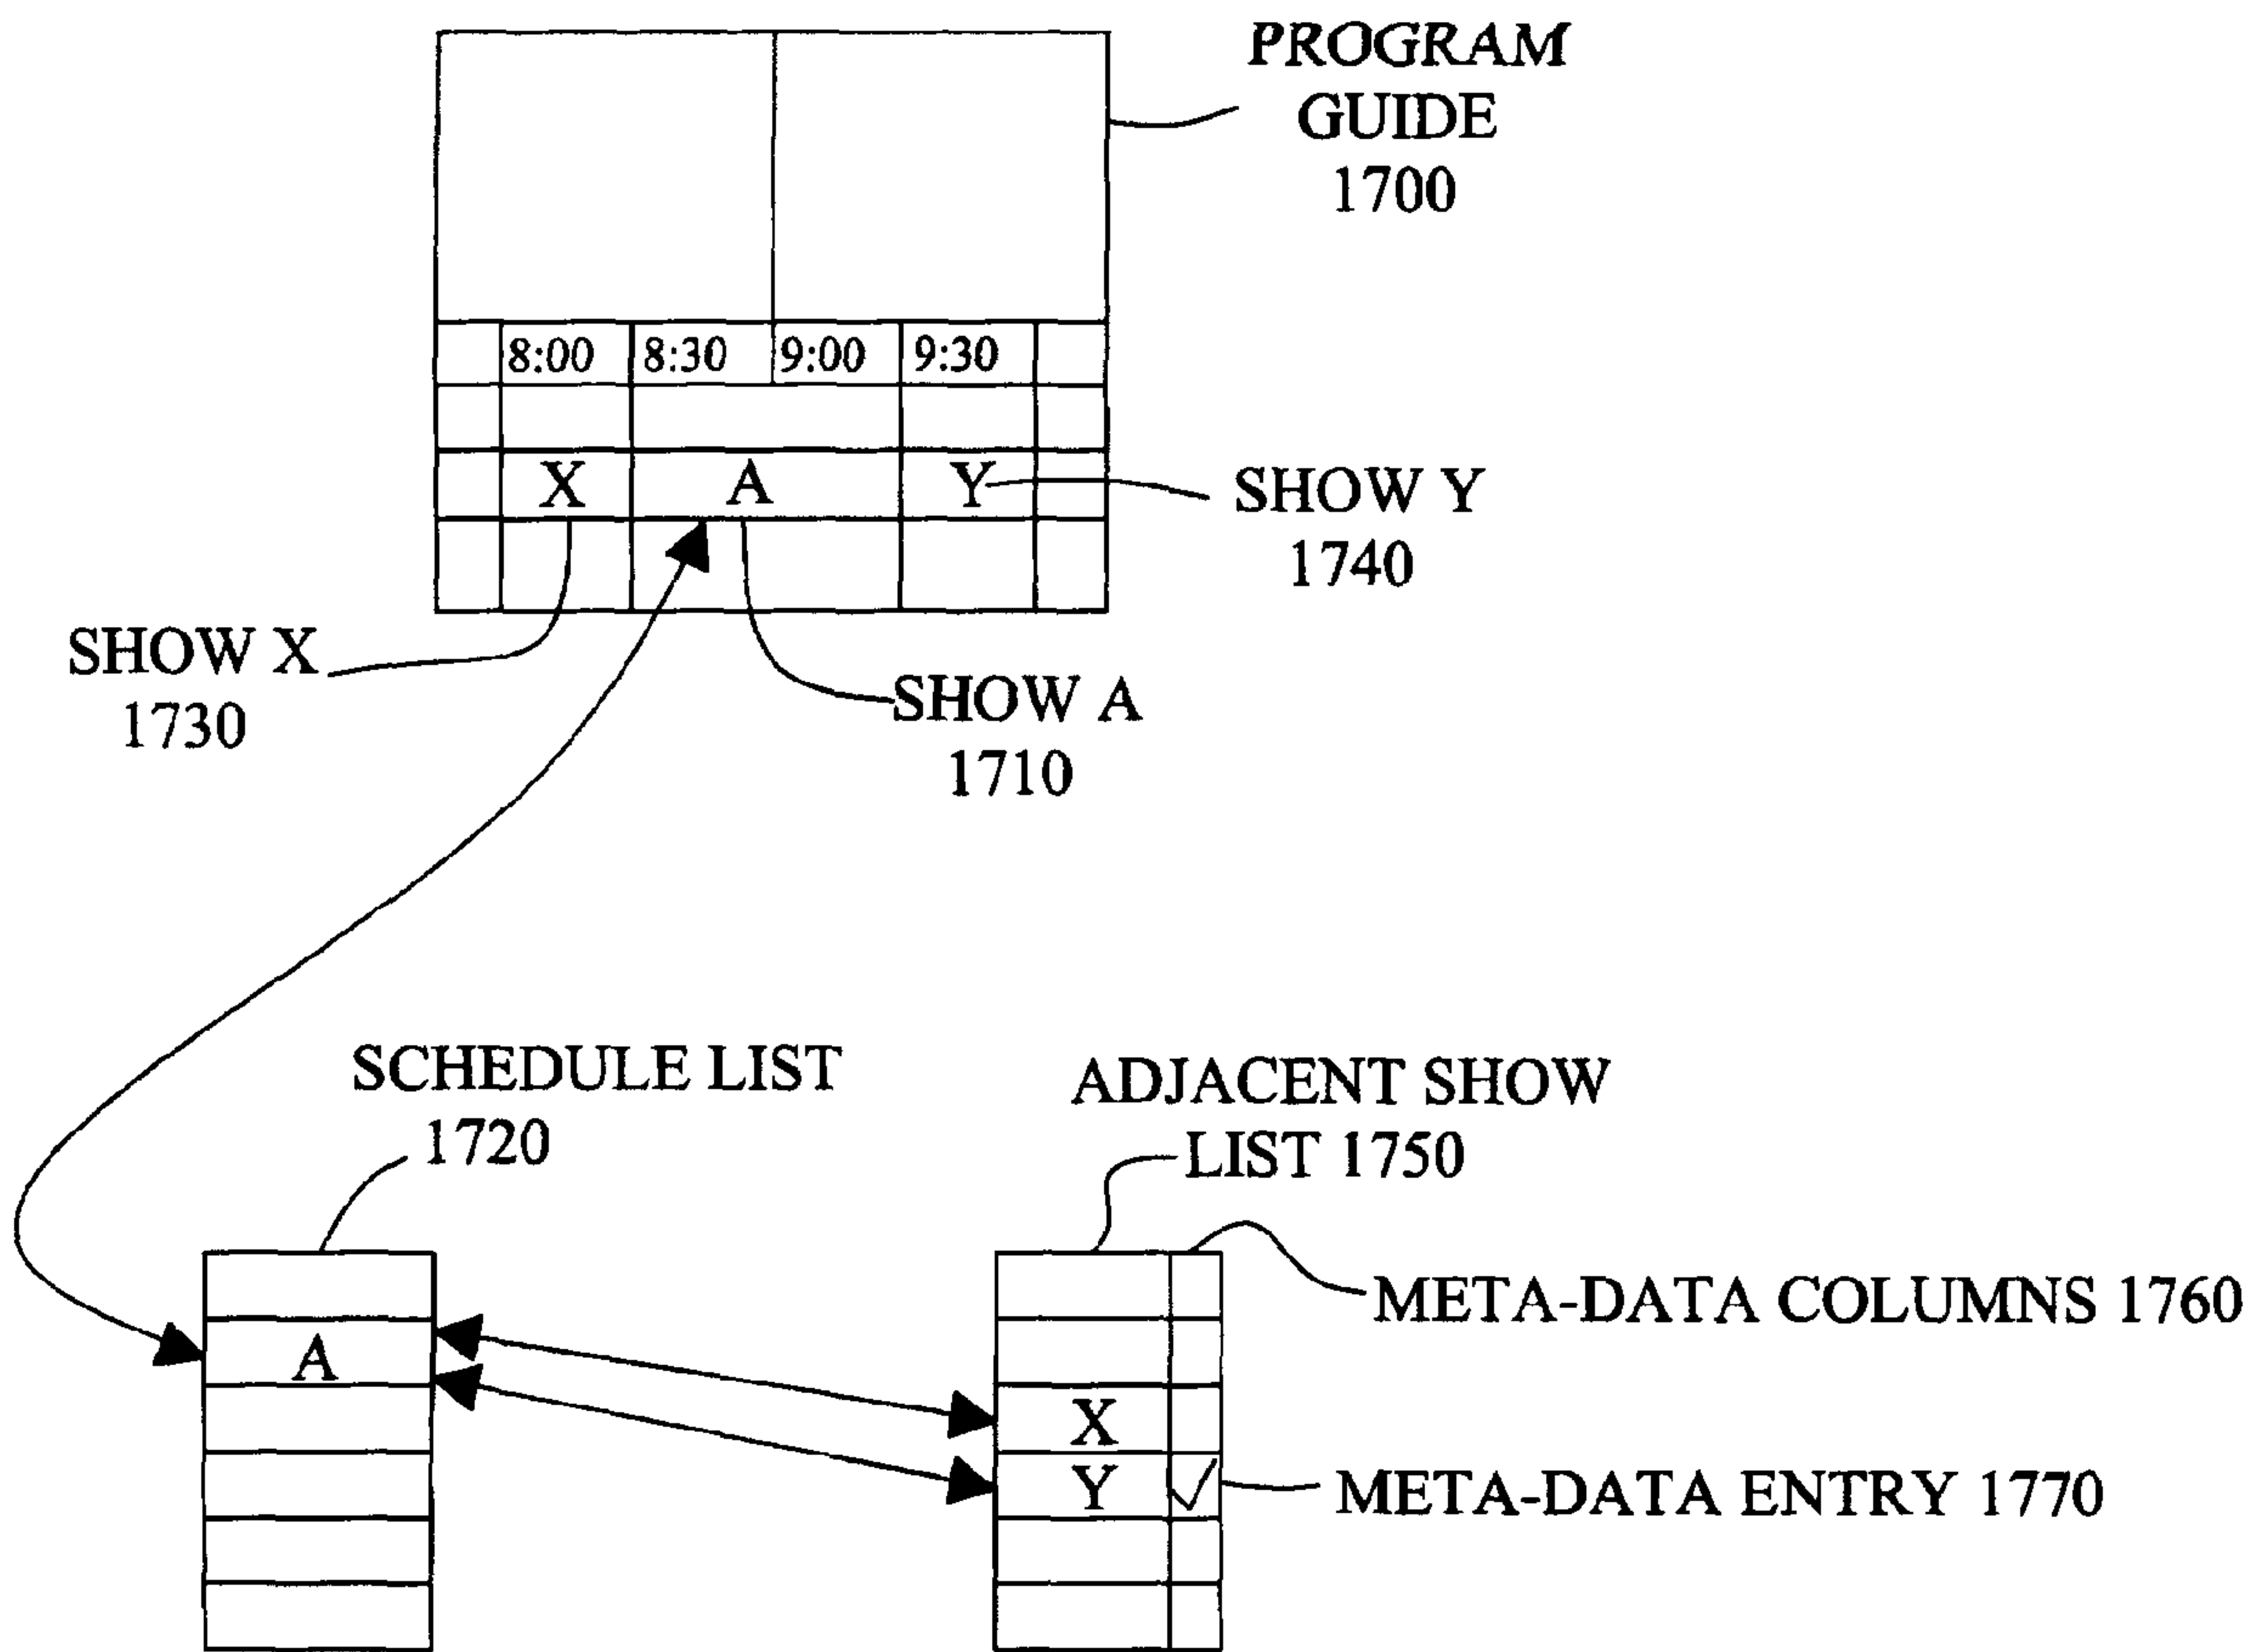 PROGRAM
GUIDE
1700
8:00 8:30 9:00 9:30
X A Y
SHOW Y
1740
SHOW X
1730
SHOW A
1710
SCHEDULE LIST
1720
ADJACENT SHOW
LIST 1750
META-DATA COLUMNS 1760
A
X
Y
META-DATA ENTRY 1770